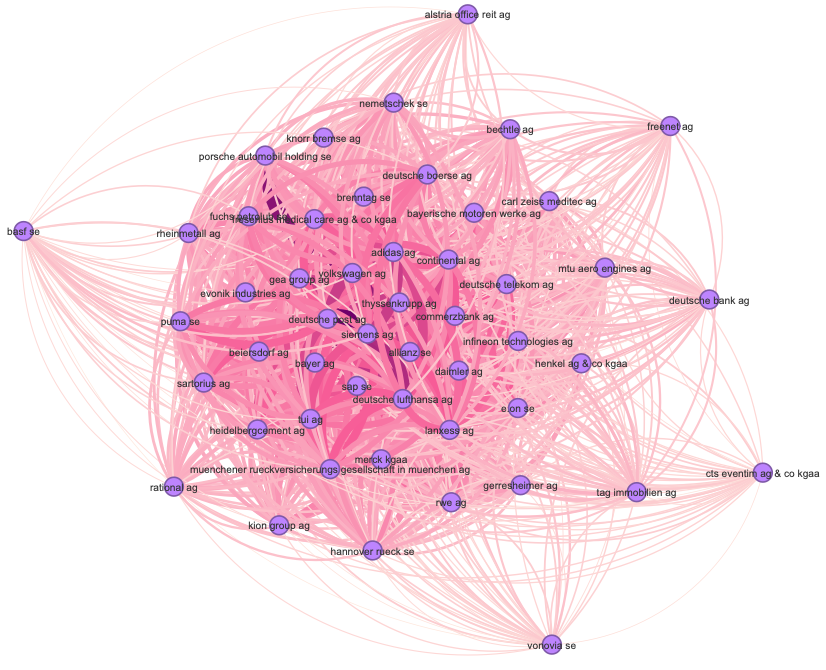 alstria office reit ag
nemetschek se
freenet ag
bechtle ag
knorr bremse ag
porsche automobil holding se
deutsche boerse ag
brenntag se
carl zeiss meditec ag
bayerische motoren werke ag
fuchs petrolub se
fresenius medical care ag & co kgaa
basf se
rheinmetall ag
adidas ag
continental ag
mtu aero engines ag
volkswagen ag
gea group ag
deutsche telekom ag
evonik industries ag
deutsche bank ag
thyssenkrupp ag
commerzbank ag
puma se
deutsche post ag
siemens ag
infineon technologies ag
beiersdorf ag
allianz se
bayer ag
henkel ag & co kgaa
daimler ag
sartorius ag
sap se
deutsche lufthansa ag
e.on se
tui ag
heidelbergcement ag
lanxess ag
merck kgaa
muenchener rueckversicherungs gesellschaft in muenchen ag
cts eventim ag & co kgaa
rational ag
gerresheimer ag
tag immobilien ag
rwe ag
kion group ag
hannover rueck se
vonovia se